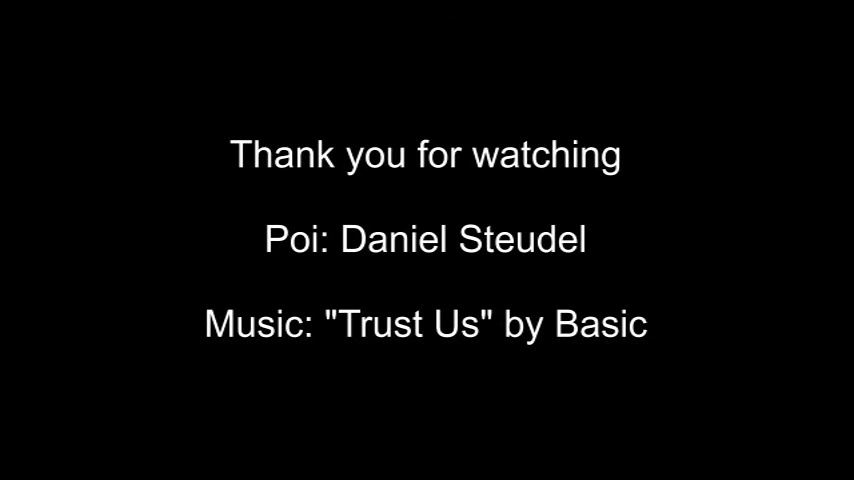 Thank you for watching
Poi: Daniel Steudel
Music: "Trust Us" by Basic